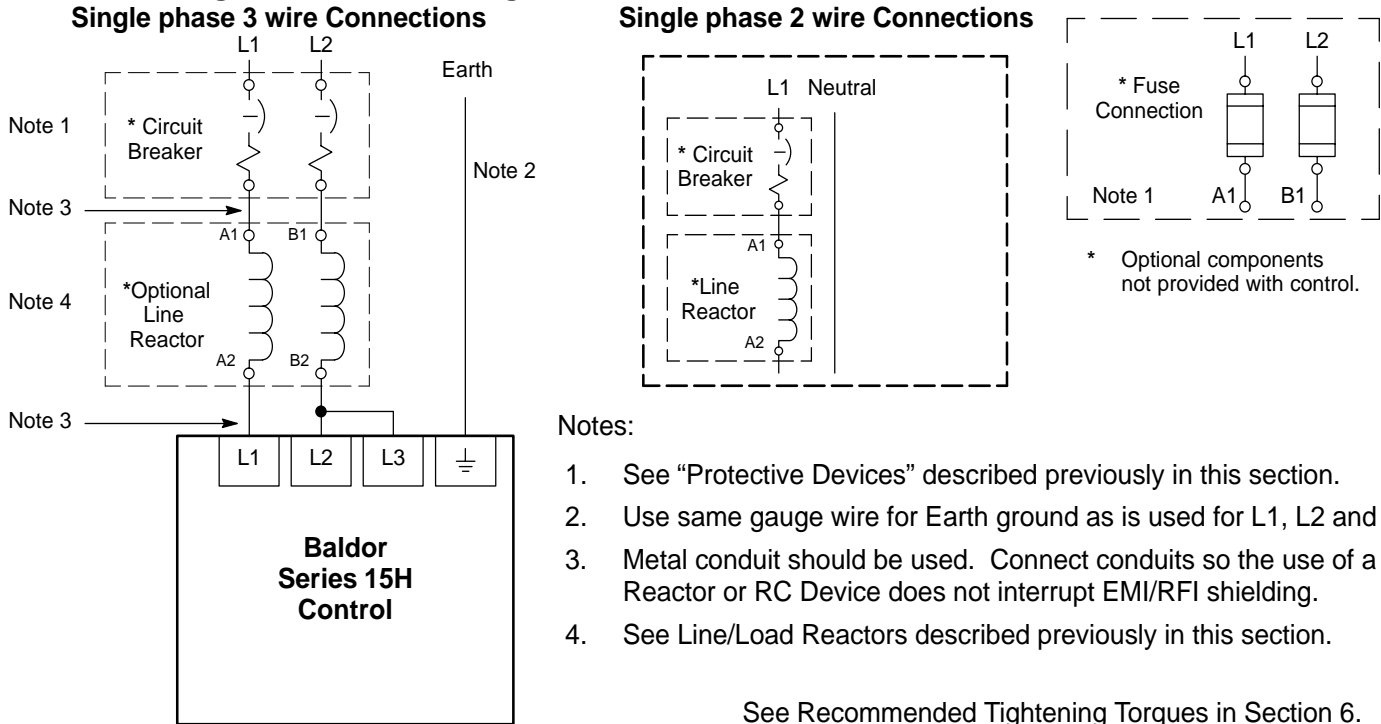 Single phase 3 wire Connections
L1 L2
Earth
Note 1
* Circuit
Breaker
Note 2
Note 3
A1 B1
Note 4
*Optional
Line
Reactor
A2 B2
Note 3
L1 L2 L3
Baldor
Series 15H
Control
Single phase 2 wire Connections
L1 Neutral
* Circuit
Breaker
A1
*Line
Reactor
A2
L1 L2
* Fuse
Connection
Note 1
A1 B1
* Optional components
not provided with control.
Notes:
1. See “Protective Devices” described previously in this section.
2. Use same gauge wire for Earth ground as is used for L1, L2 and
3. Metal conduit should be used. Connect conduits so the use of a
Reactor or RC Device does not interrupt EMI/RFI shielding.
4. See Line/Load Reactors described previously in this section.
See Recommended Tightening Torques in Section 6.